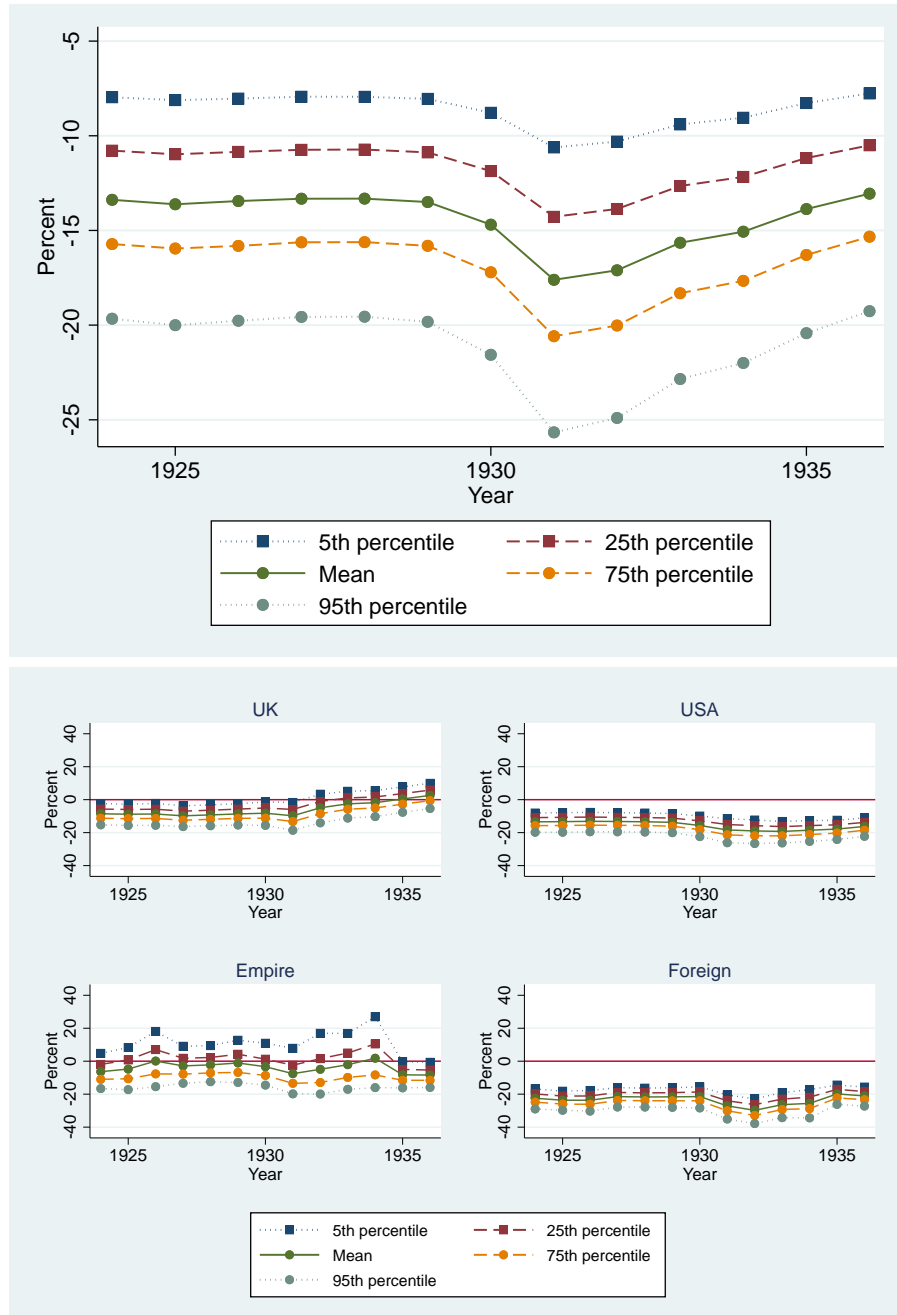 -5
-10
-15
-20
-25
Percent
1925 1930 1935
Year
5th percentile 25th percentile
Mean 75th percentile
95th percentile
UK USA
40 40
20 20
0 0
-20 -20
-40 -40
Percent Percent
1925 1930 1935 1925 1930 1935
Year Year
Empire Foreign
40 40
20 20
0 0
-20 -20
-40 -40
Percent Percent
1925 1930 1935 1925 1930 1935
Year Year
5th percentile 25th percentile
Mean 75th percentile
95th percentile